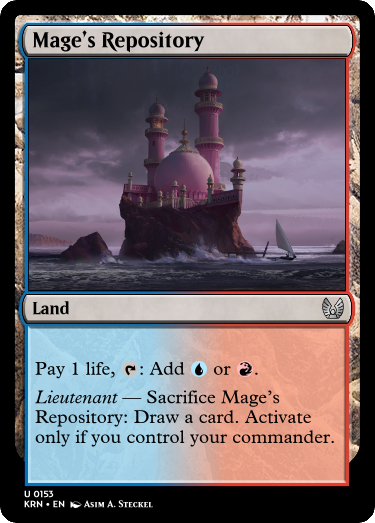 Mage's Repository
Land
Pay 1 life, : Add or .
Lieutenant — Sacrifice Mage's
Repository: Draw a card. Activate
only if you control your commander.
U 0153
KRN • EN Asim A. Steckel